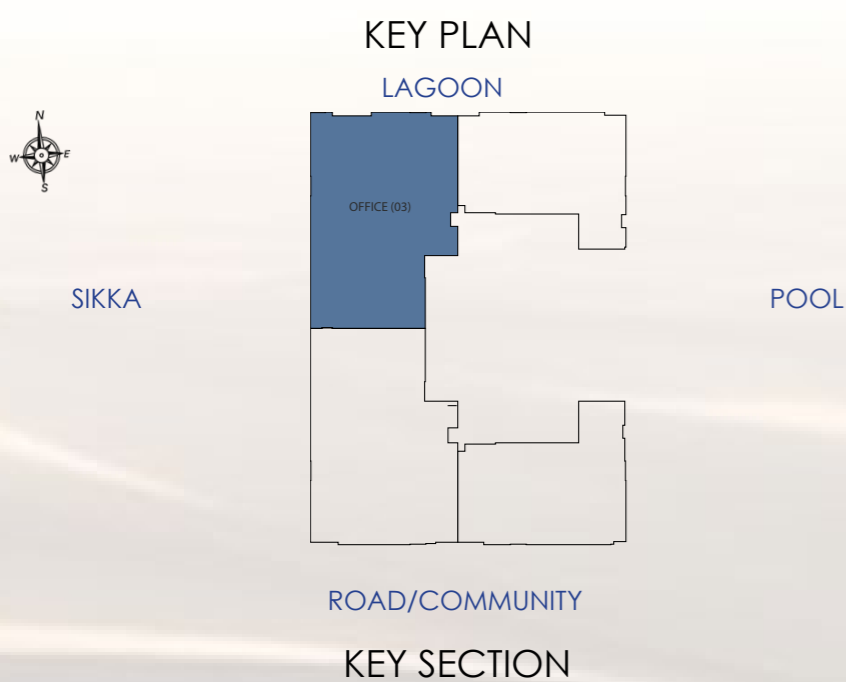 KEY PLAN
LAGOON
N
W E
S
OFFICE (03)
SIKKA
POOL
ROAD/COMMUNITY
KEY SECTION